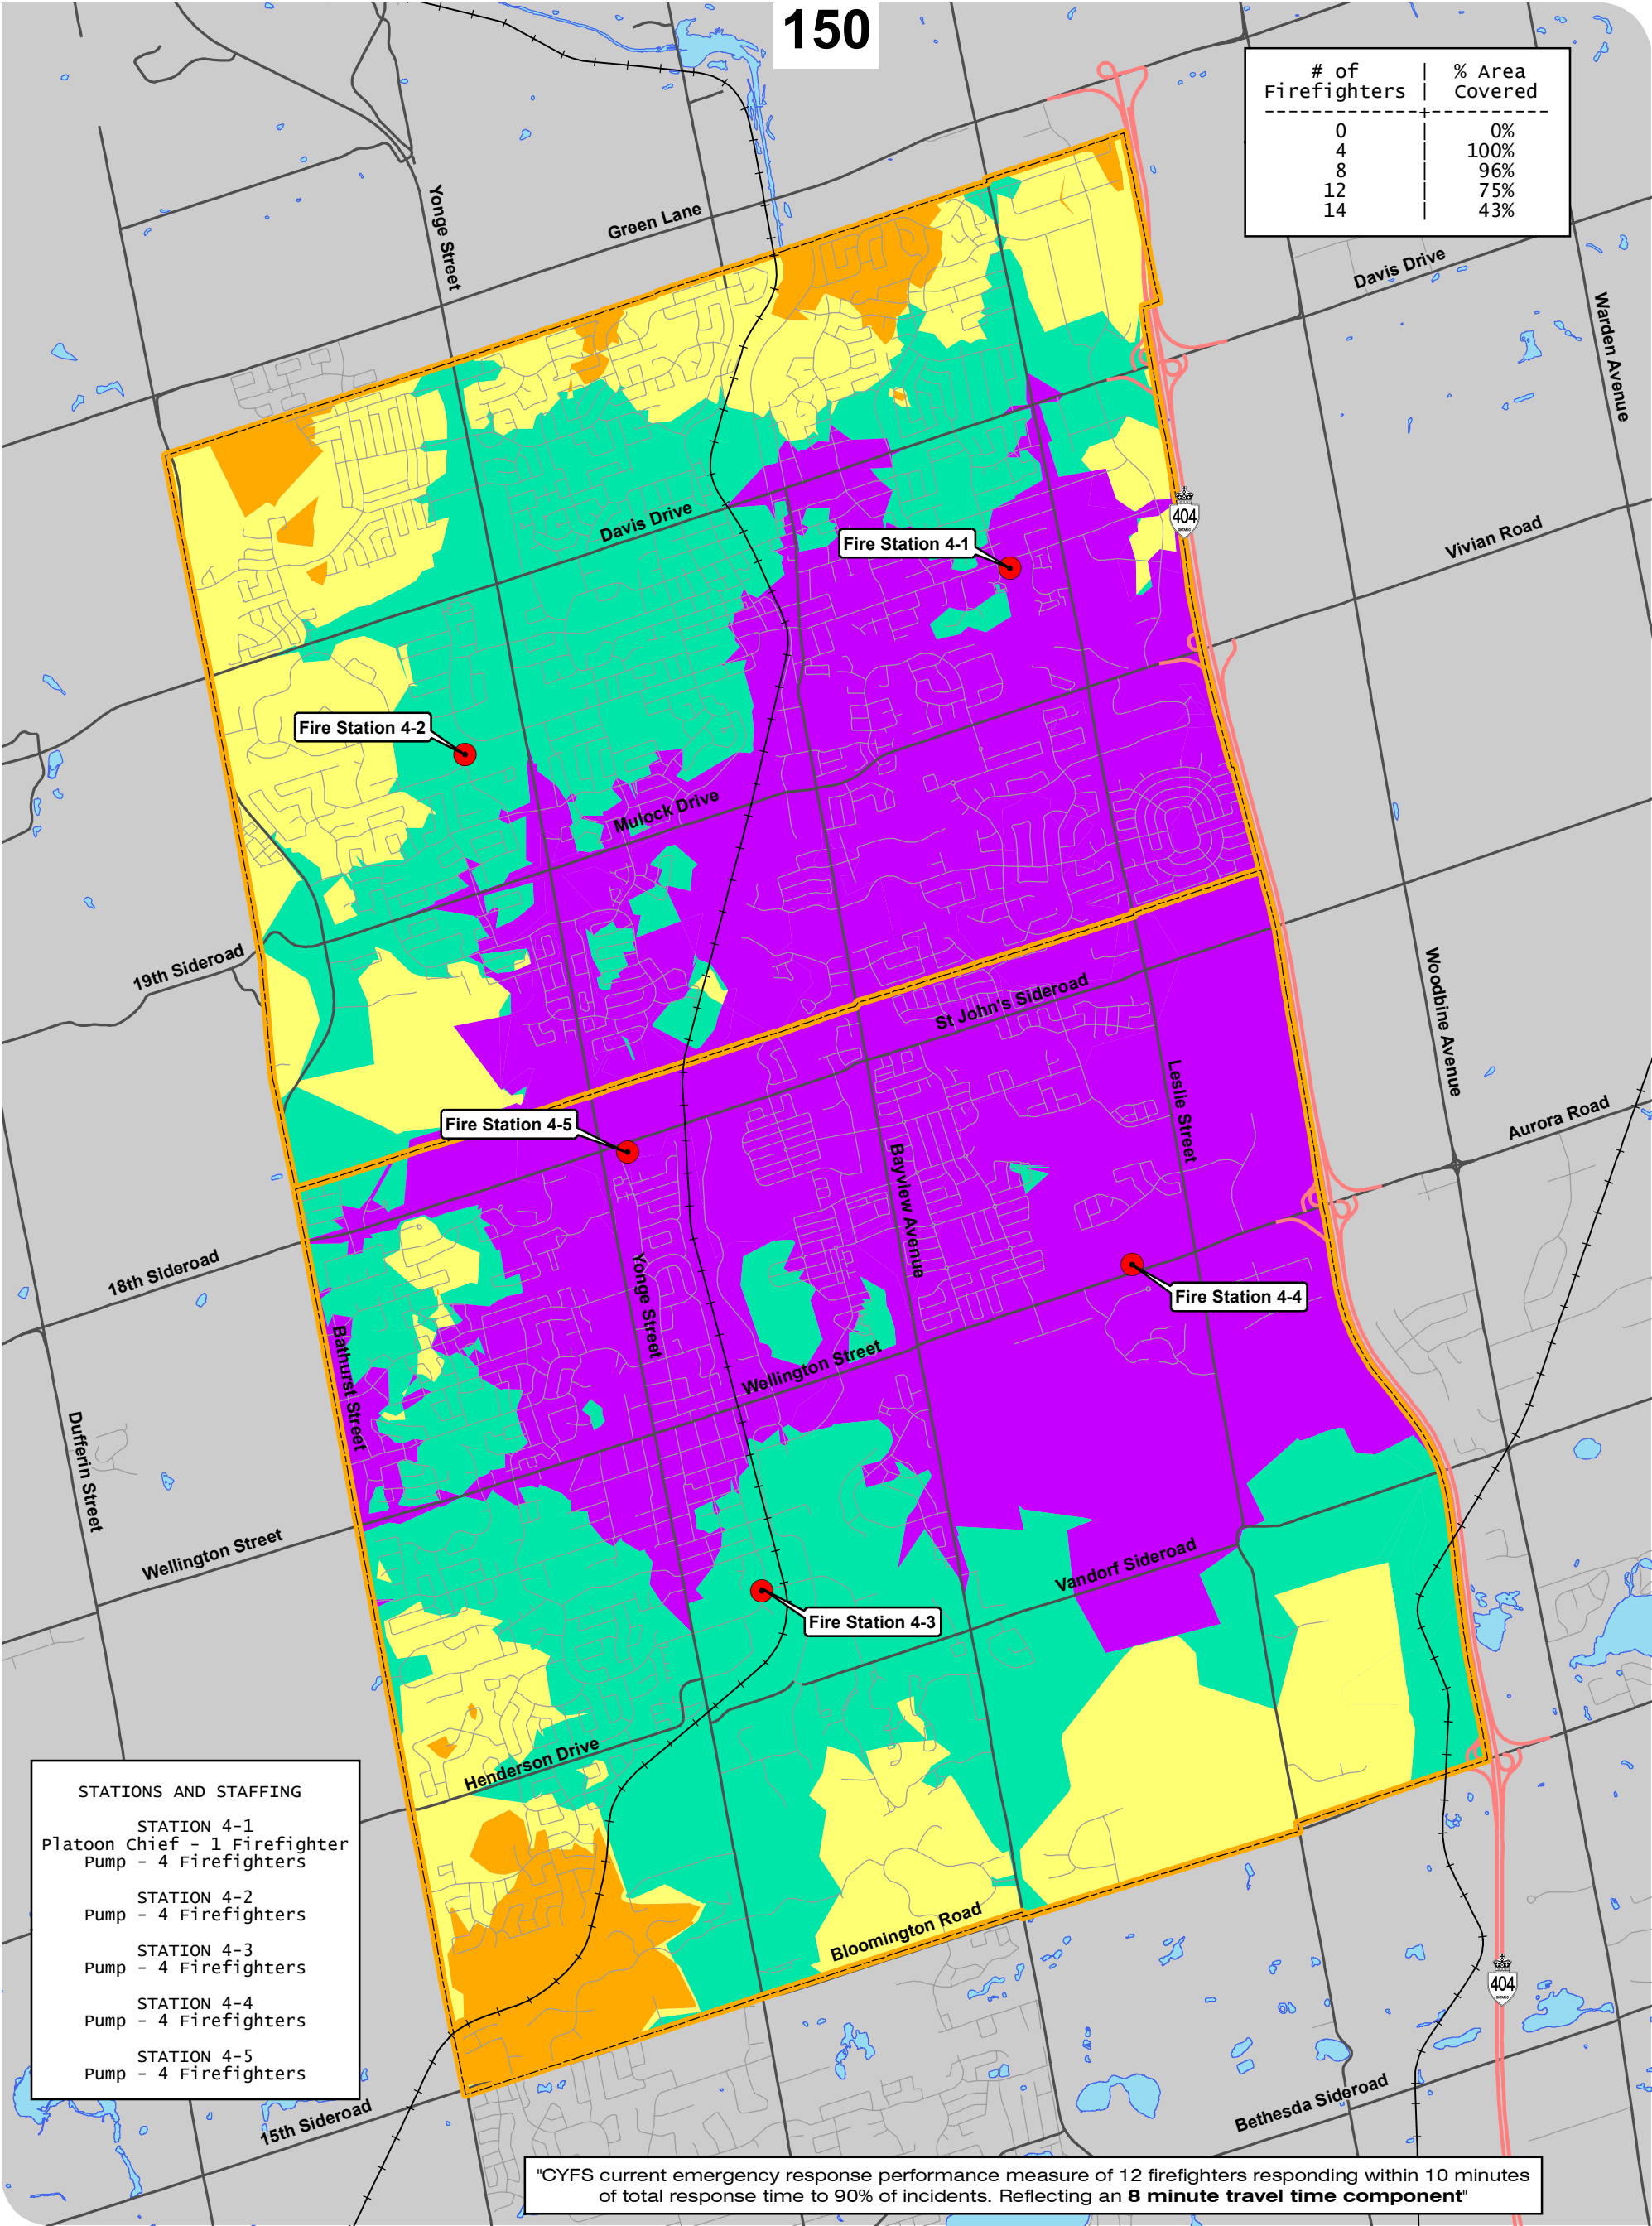 150
# of | % Area
Firefighters | Covered
------------+----------
0 | 0%
4 | 100%
8 | 96%
12 | 75%
14 | 43%
Yonge Street
Green Lane
Davis Drive
Warden Avenue
Davis Drive
404
ONTARIO
Vivian Road
Fire Station 4-1
Fire Station 4-2
Mulock Drive
19th Sideroad
St John's Sideroad
Woodbine Avenue
Leslie Street
Aurora Road
Fire Station 4-5
Bayview Avenue
18th Sideroad
Yonge Street
Fire Station 4-4
Bathurst Street
Wellington Street
Dufferin Street
Wellington Street
Vandorf Sideroad
Fire Station 4-3
Henderson Drive
Bloomington Road
404
ONTARIO
STATIONS AND STAFFING
STATION 4-1
Platoon Chief - 1 Firefighter
Pump - 4 Firefighters
STATION 4-2
Pump - 4 Firefighters
STATION 4-3
Pump - 4 Firefighters
STATION 4-4
Pump - 4 Firefighters
STATION 4-5
Pump - 4 Firefighters
15th Sideroad
Bethesda Sideroad
"CYFS current emergency response performance measure of 12 firefighters responding within 10 minutes
of total response time to 90% of incidents. Reflecting an 8 minute travel time component"